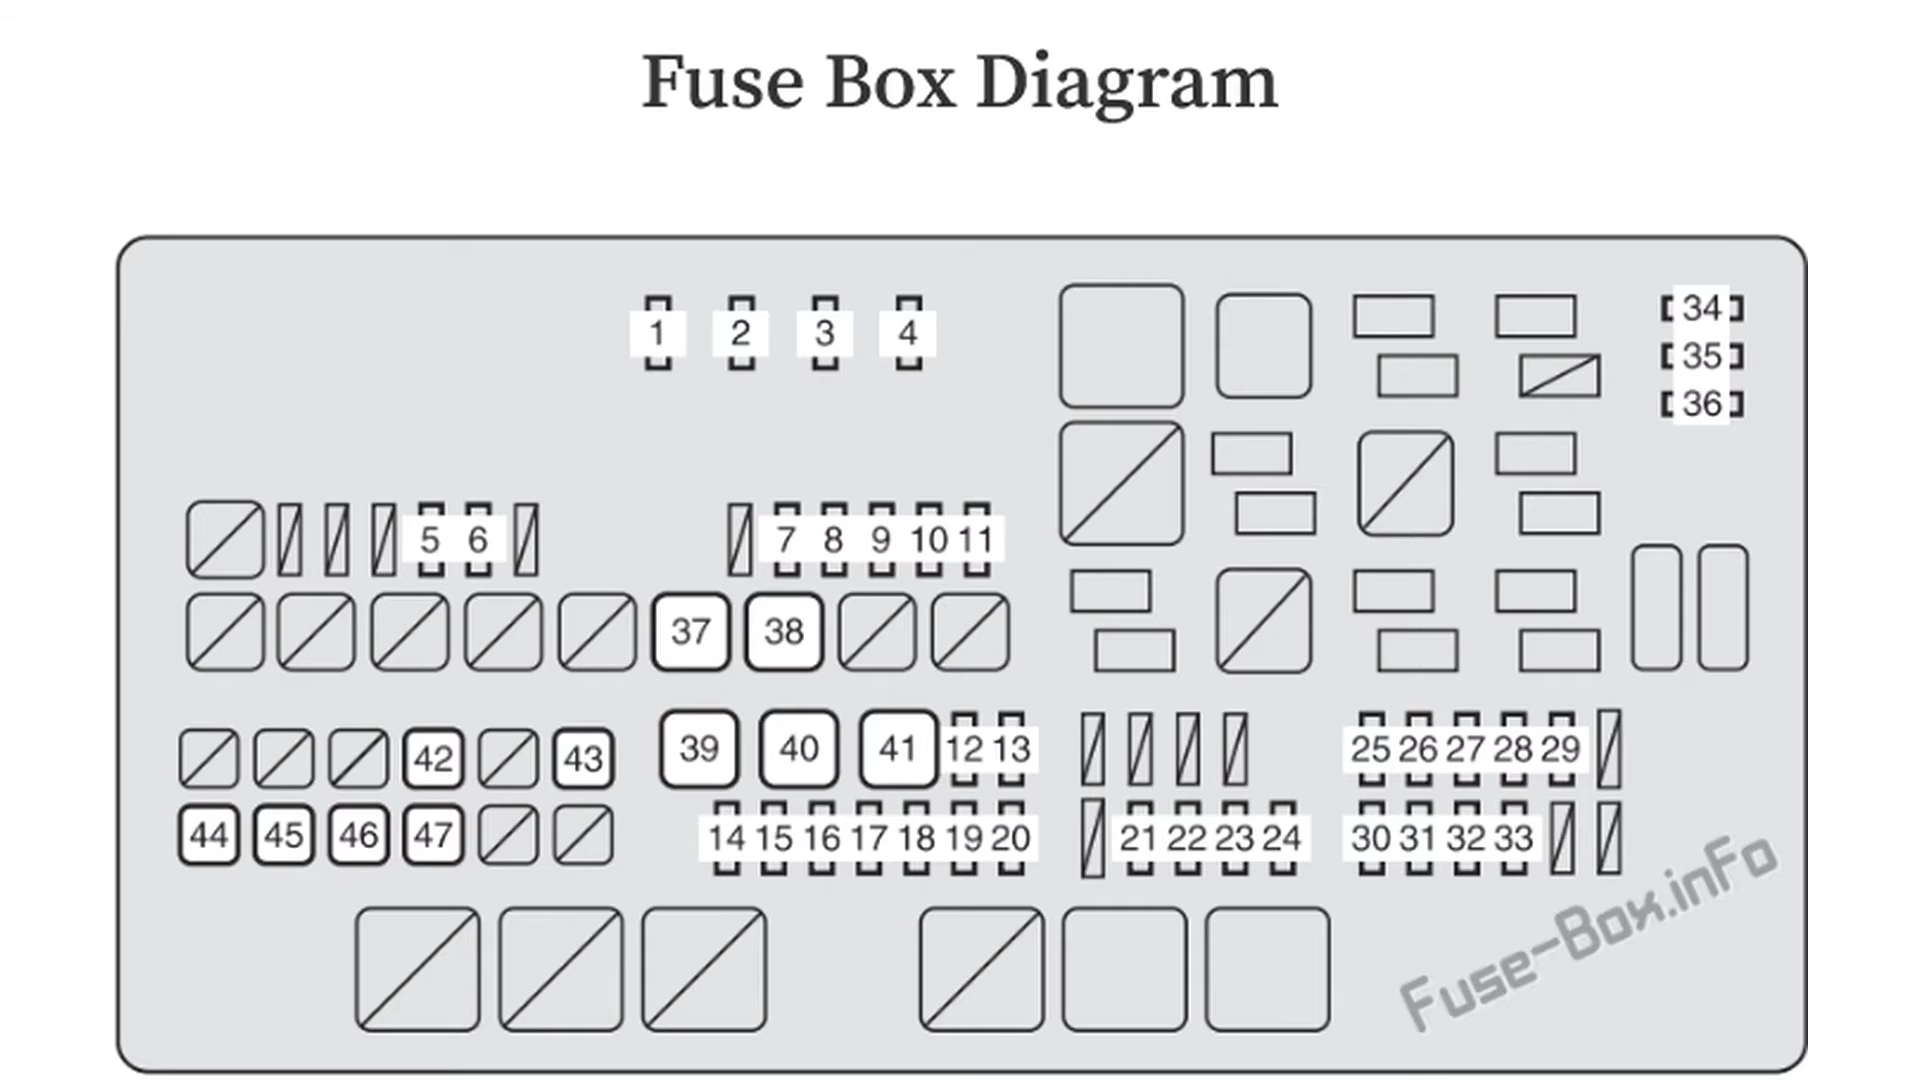 Fuse Box Diagram
1 2 3 4
34
35
36
5 6 7 8 9 10 11
37 38
39 40 41 12 13 25 26 27 28 29
42 43
44 45 46 47 14 15 16 17 18 19 20 21 22 23 24 30 31 32 33
Fuse-Box.inFo